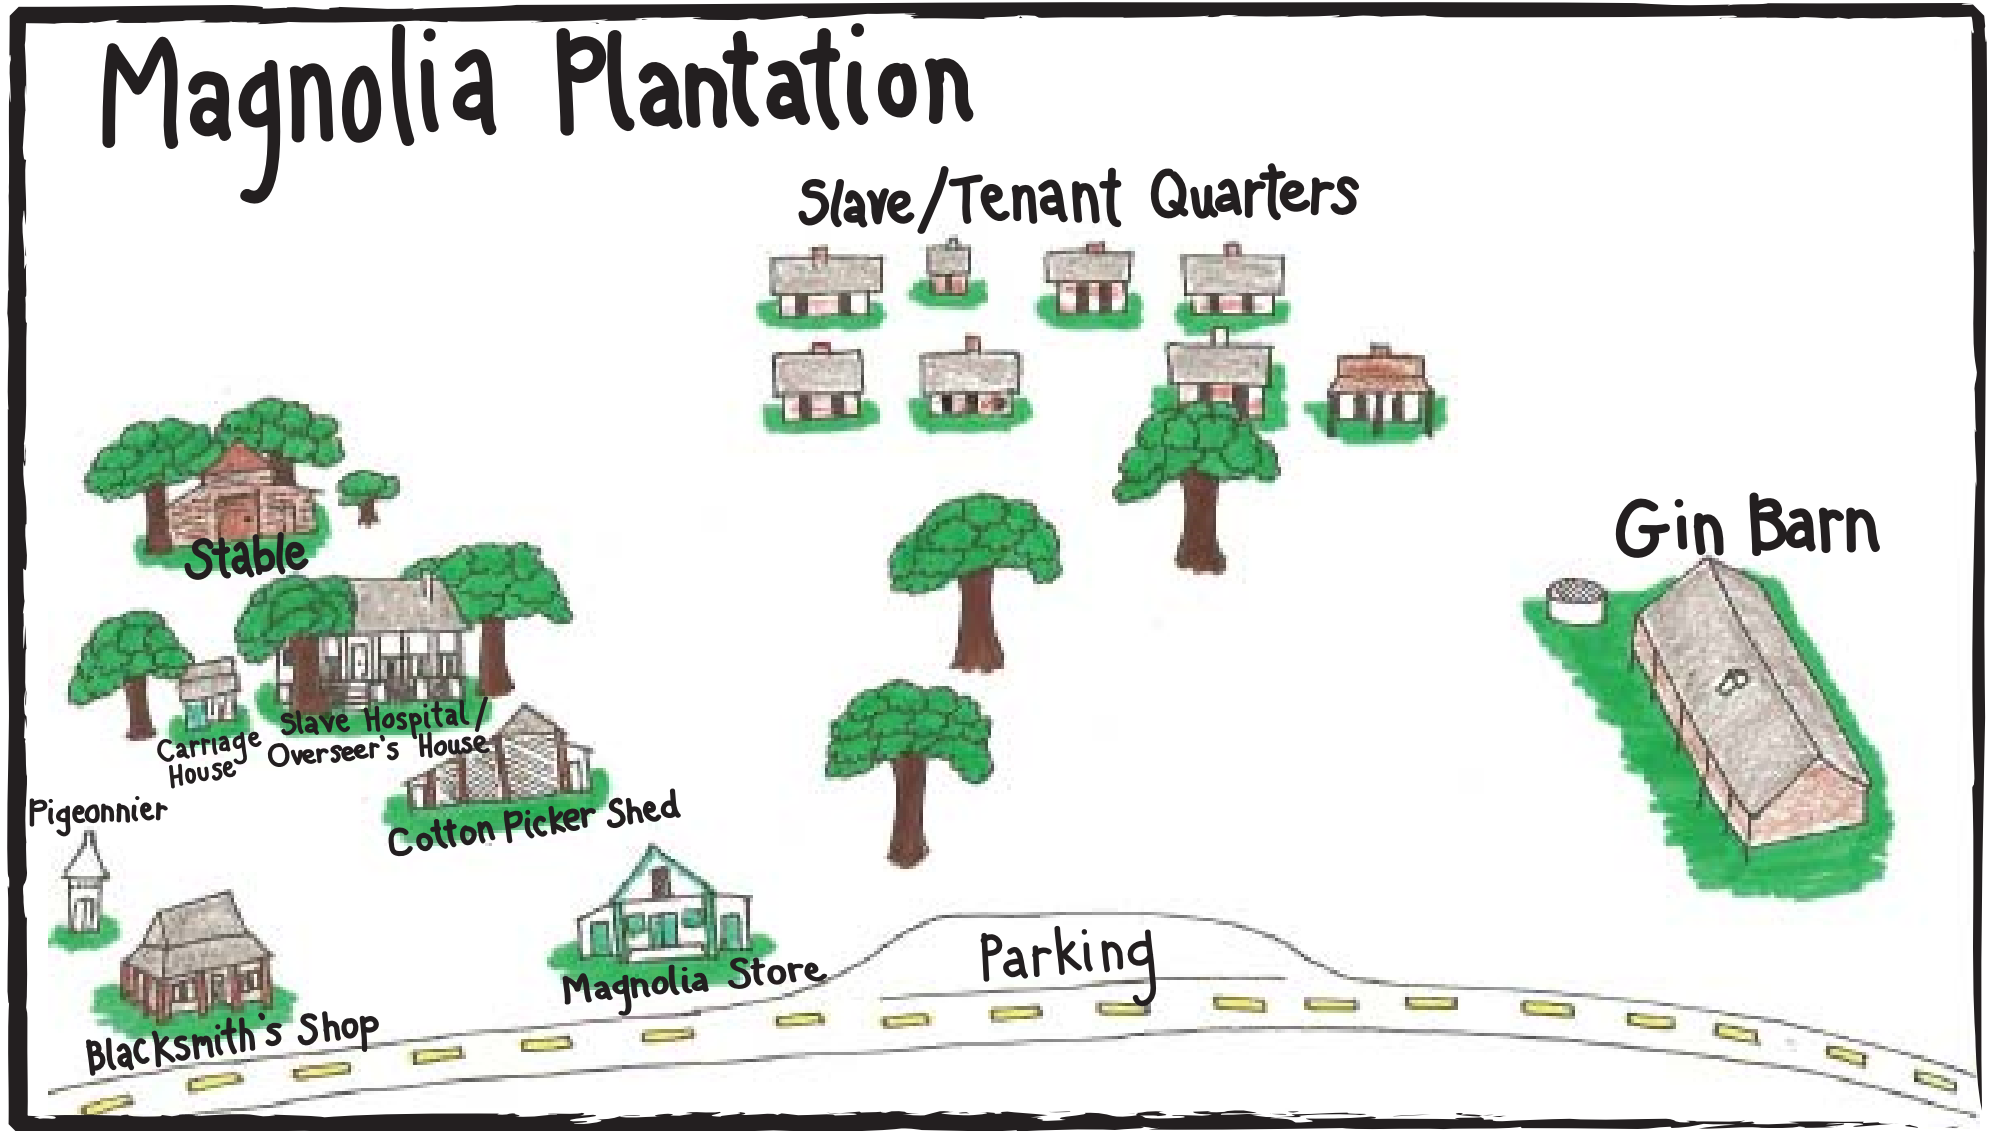 Magnolia Plantation
Slave/Tenant Quarters
Gin Barn
Stable
Slave Hospital/
Overseer's House
Carriage
House
Pigeonnier
Cotton Picker Shed
Magnolia Store
Parking
Blacksmith's Shop